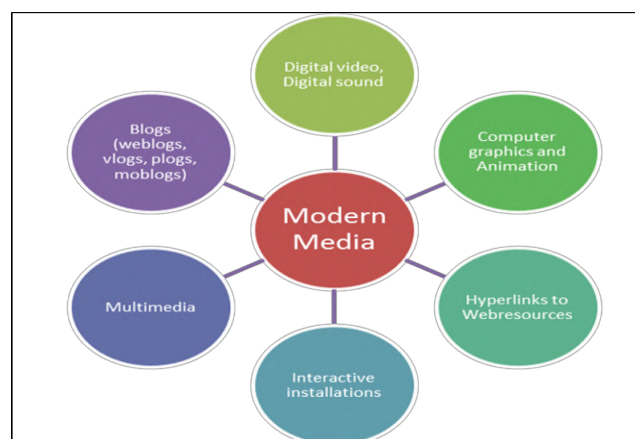 Digital video,
Digital sound
Blogs
(weblogs,
vlogs, plogs,
moblogs)
Computer
graphics and
Animation
Modern
Media
Multimedia
Hyperlinks to
Webresources
Interactive
installations